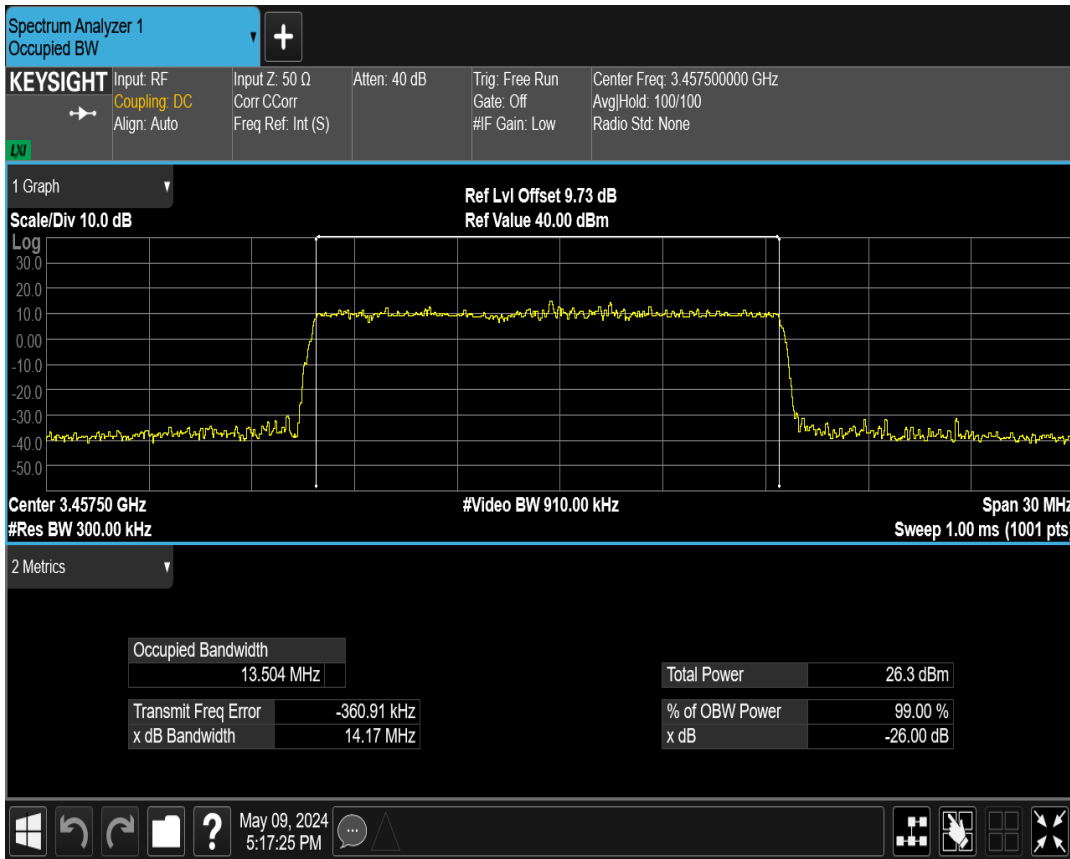 Spectrum Analyzer 1
Occupied BW
KEYSIGHT
LXI
Input: RF
Coupling: DC
Align: Auto
Input Z: 50 Ω
Corr CCorr
Freq Ref: Int (S)
Atten: 40 dB
Trig: Free Run
Gate: Off
#IF Gain: Low
Center Freq: 3.457500000 GHz
Avg|Hold: 100/100
Radio Std: None
1 Graph
Scale/Div 10.0 dB
Ref Lvl Offset 9.73 dB
Ref Value 40.00 dBm
Log
30.0
20.0
10.0
0.00
-10.0
-20.0
-30.0
-40.0
-50.0
Center 3.45750 GHz
#Video BW 910.00 kHz
Span 30 MHz
#Res BW 300.00 kHz
Sweep 1.00 ms (1001 pts)
2 Metrics
Occupied Bandwidth
13.504 MHz
Total Power 26.3 dBm
Transmit Freq Error -360.91 kHz
% of OBW Power 99.00 %
x dB Bandwidth 14.17 MHz
x dB -26.00 dB
?
May 09, 2024
5:17:25 PM